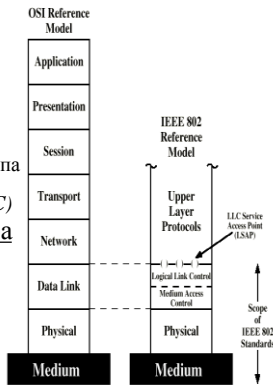 OSI Reference
Model
Application
Presentation
Session
Transport
Network
Data Link
Physical
Medium
па
С)
а
IEEE 802
Reference
Model
Upper
Layer
Protocols
LLC Service
Access Point
(LSAP)
Logical Link Control
Medium Access
Control
Physical
Medium
Scope
of
IEEE 802
Standards